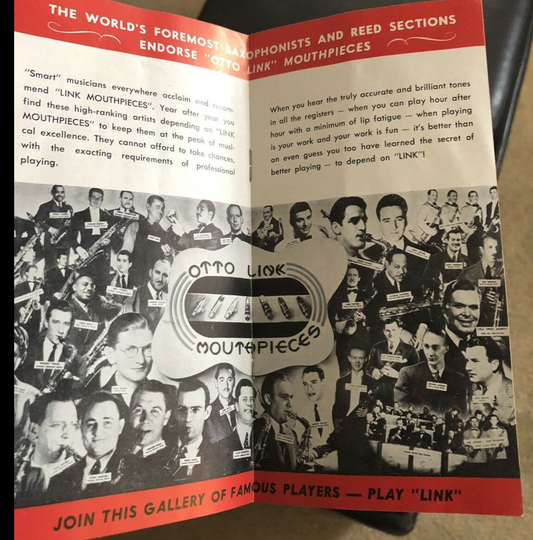 THE WORLD'S FOREMOST SAXOPHONISTS AND REED SECTIONS
ENDORSE "OTTO LINK" MOUTHPIECES
"Smart" musicians everywhere acclaim and recom-
mend "LINK MOUTHPIECES". Year after year you
find these high-ranking artists depending on "LINK
MOUTHPIECES" to keep them at the peak of musi-
cal excellence. They cannot afford to take chances,
with the exacting requirements of professional
playing.
When you hear the truly accurate and brilliant tones
in all the registers — when you can play hour after
hour with a minimum of lip fatigue — when playing
is your work and your work is fun — it's better than
an even guess you too have learned the secret of
better playing — to depend on "LINK"!
OTTO LINK
MOUTHPIECES
JOIN THIS GALLERY OF FAMOUS PLAYERS — PLAY "LINK"